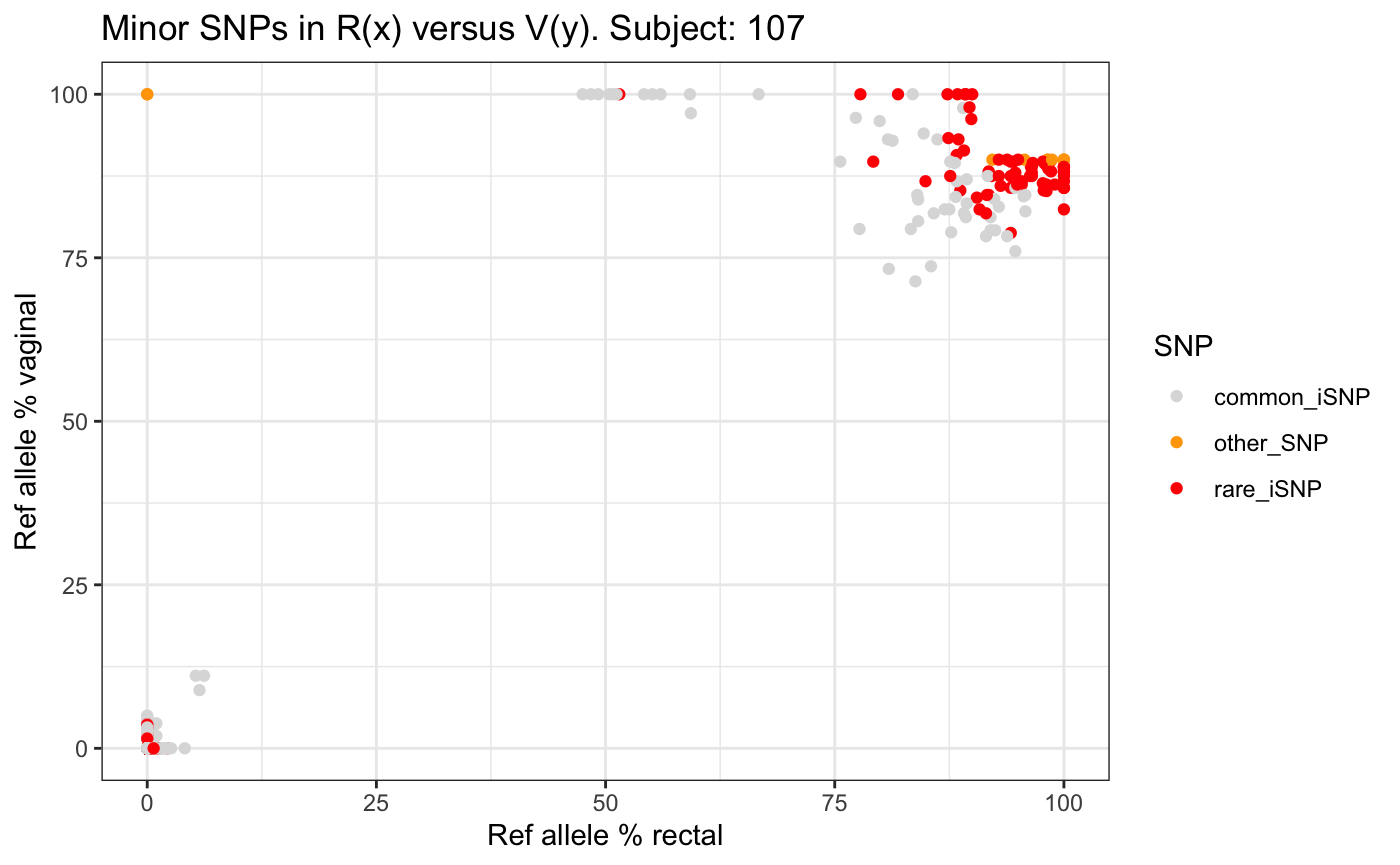 Minor SNPs in R(x) versus V(y). Subject: 107
100
75
50
25
0
Ref allele % vaginal
0 25 50 75 100
Ref allele % rectal
SNP
common_iSNP
other_SNP
rare_iSNP